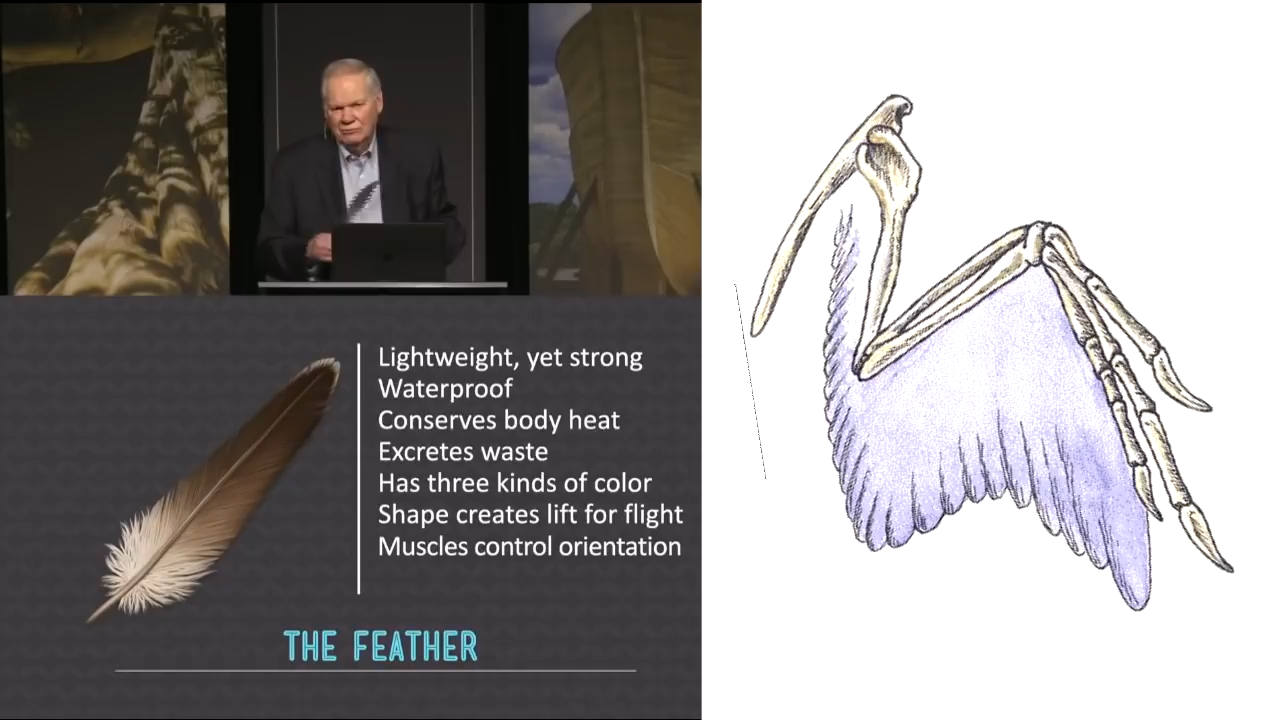 Lightweight, yet strong
Waterproof
Conserves body heat
Excretes waste
Has three kinds of color
Shape creates lift for flight
Muscles control orientation
THE FEATHER